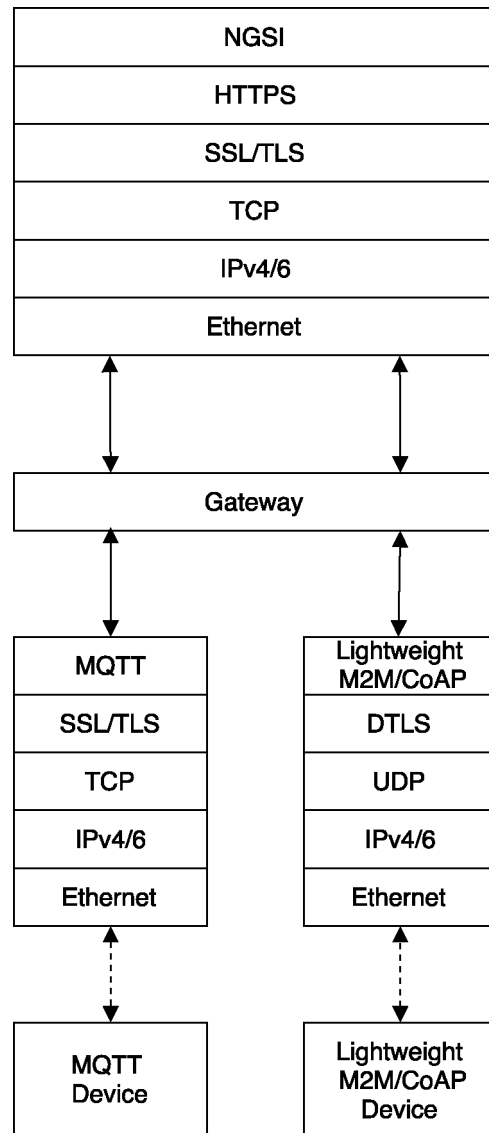 NGSI
HTTPS
SSL/TLS
TCP
IPv4/6
Ethernet
Gateway
MQTT
SSL/TLS
TCP
IPv4/6
Ethernet
Lightweight
M2M/CoAP
DTLS
UDP
IPv4/6
Ethernet
MQTT
Device
Lightweight
M2M/CoAP
Device